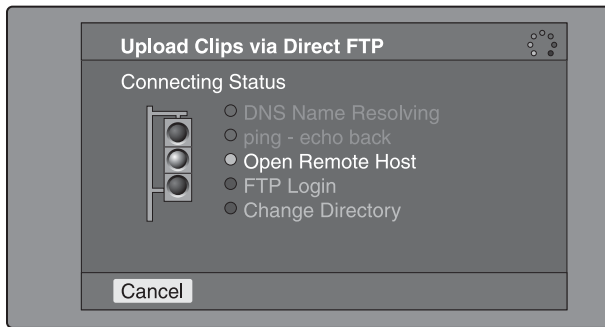 Upload Clips via Direct FTP
Connecting Status
DNS Name Resolving
ping - echo back
Open Remote Host
FTP Login
Change Directory
Cancel